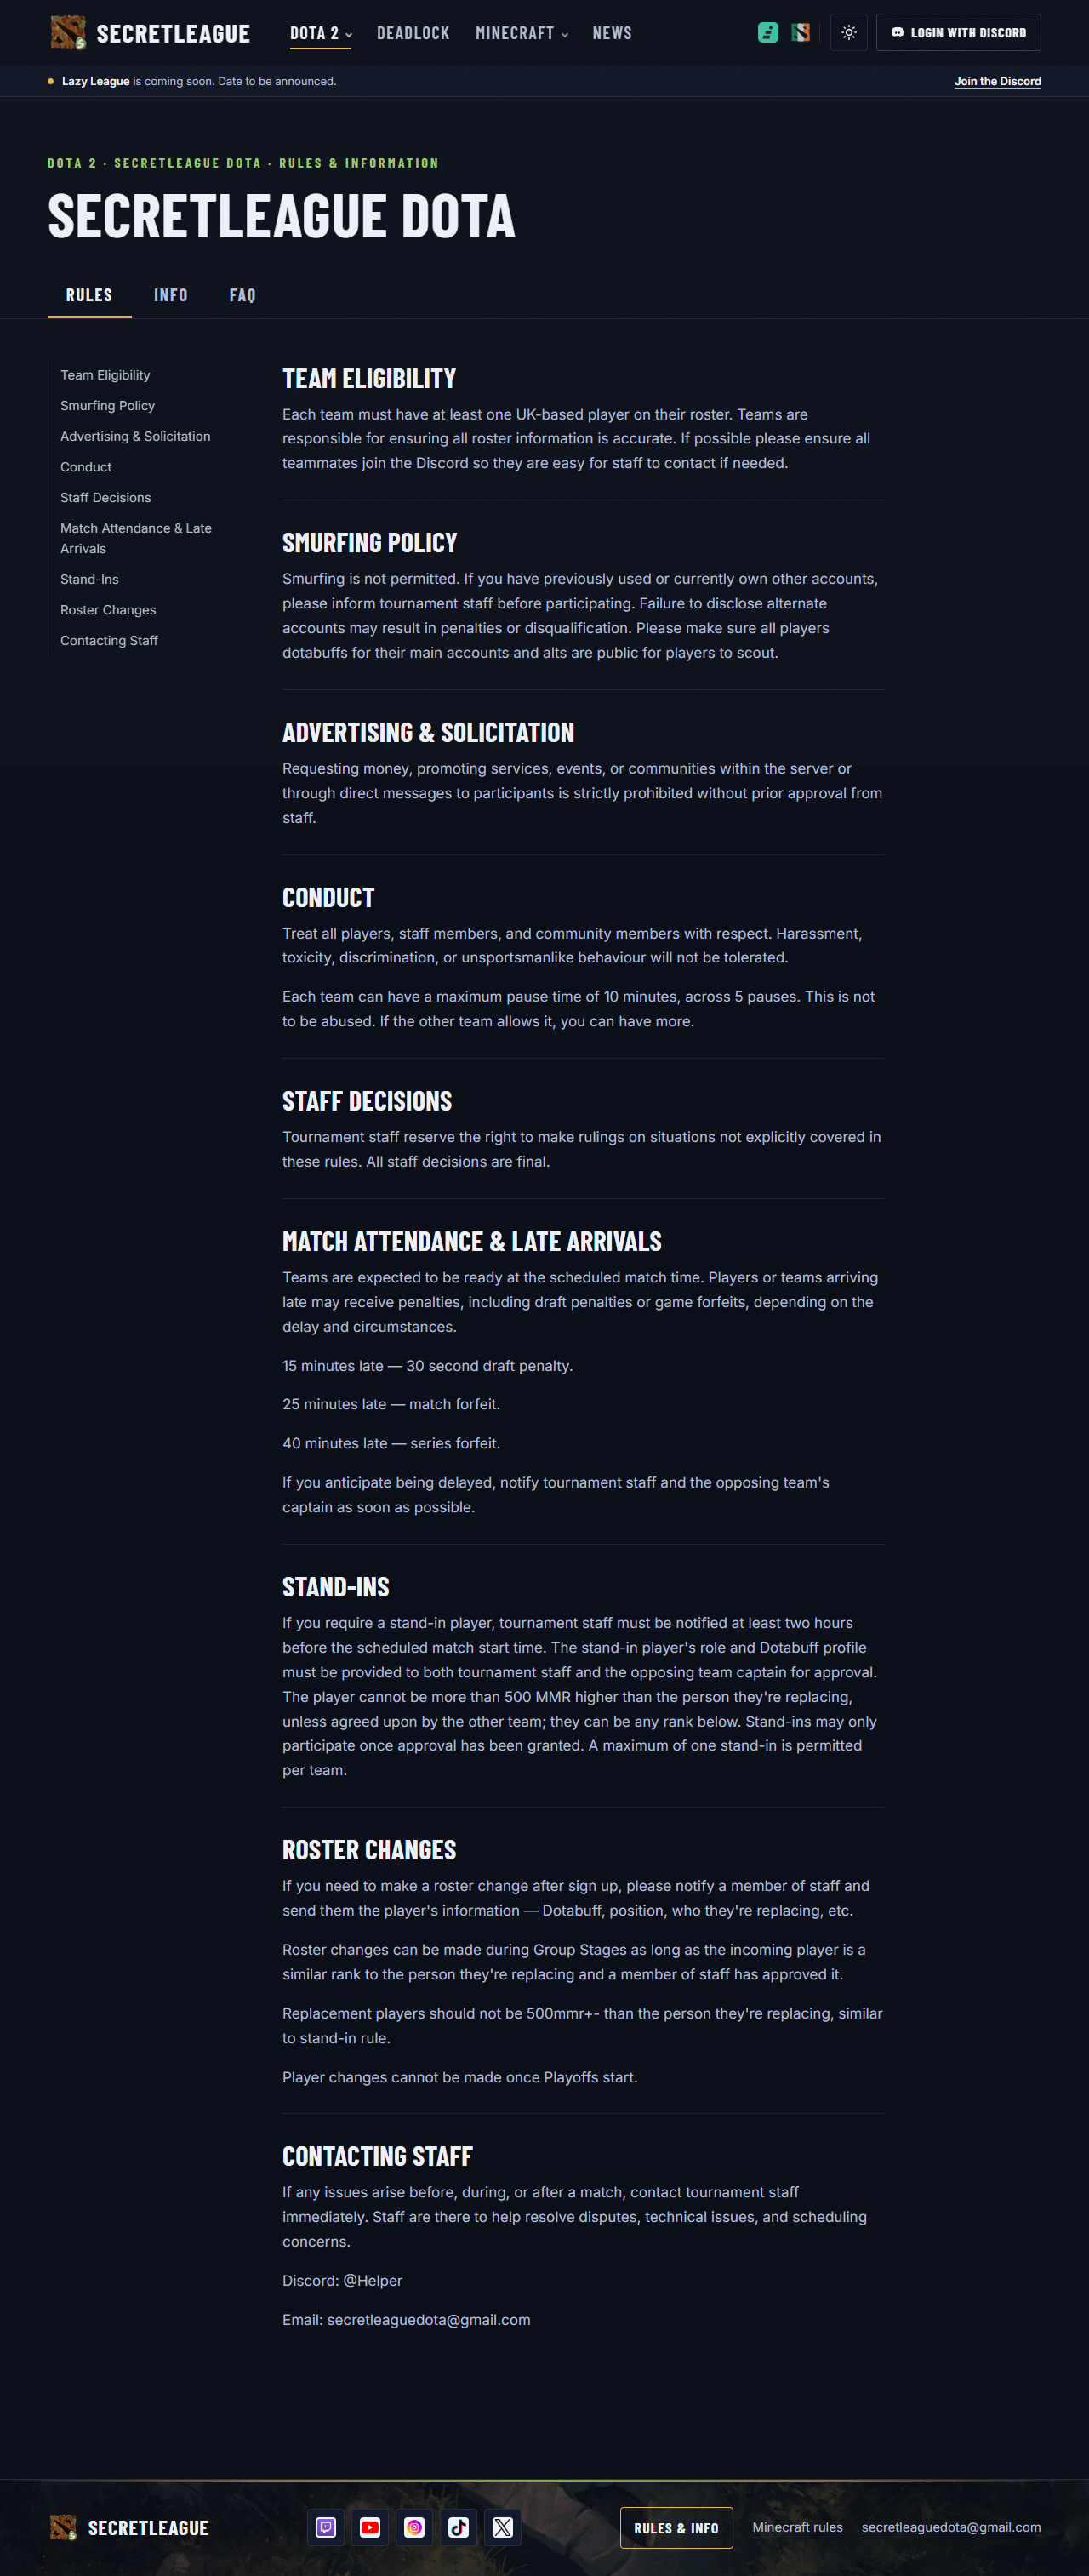 SECRETLEAGUE
DOTA 2
DEADLOCK
MINECRAFT
NEWS
LOGIN WITH DISCORD
Lazy League is coming soon. Date to be announced.
Join the Discord
DOTA 2 · SECRETLEAGUE DOTA · RULES & INFORMATION
SECRETLEAGUE DOTA
RULES
INFO
FAQ
Team Eligibility
Smurfing Policy
Advertising & Solicitation
Conduct
Staff Decisions
Match Attendance & Late
Arrivals
Stand-Ins
Roster Changes
Contacting Staff
TEAM ELIGIBILITY
Each team must have at least one UK-based player on their roster. Teams are
responsible for ensuring all roster information is accurate. If possible please ensure all
teammates join the Discord so they are easy for staff to contact if needed.
SMURFING POLICY
Smurfing is not permitted. If you have previously used or currently own other accounts,
please inform tournament staff before participating. Failure to disclose alternate
accounts may result in penalties or disqualification. Please make sure all players
dotabuffs for their main accounts and alts are public for players to scout.
ADVERTISING & SOLICITATION
Requesting money, promoting services, events, or communities within the server or
through direct messages to participants is strictly prohibited without prior approval from
staff.
CONDUCT
Treat all players, staff members, and community members with respect. Harassment,
toxicity, discrimination, or unsportsmanlike behaviour will not be tolerated.
Each team can have a maximum pause time of 10 minutes, across 5 pauses. This is not
to be abused. If the other team allows it, you can have more.
STAFF DECISIONS
Tournament staff reserve the right to make rulings on situations not explicitly covered in
these rules. All staff decisions are final.
MATCH ATTENDANCE & LATE ARRIVALS
Teams are expected to be ready at the scheduled match time. Players or teams arriving
late may receive penalties, including draft penalties or game forfeits, depending on the
delay and circumstances.
15 minutes late — 30 second draft penalty.
25 minutes late — match forfeit.
40 minutes late — series forfeit.
If you anticipate being delayed, notify tournament staff and the opposing team's
captain as soon as possible.
STAND-INS
If you require a stand-in player, tournament staff must be notified at least two hours
before the scheduled match start time. The stand-in player's role and Dotabuff profile
must be provided to both tournament staff and the opposing team captain for approval.
The player cannot be more than 500 MMR higher than the person they're replacing,
unless agreed upon by the other team; they can be any rank below. Stand-ins may only
participate once approval has been granted. A maximum of one stand-in is permitted
per team.
ROSTER CHANGES
If you need to make a roster change after sign up, please notify a member of staff and
send them the player's information — Dotabuff, position, who they're replacing, etc.
Roster changes can be made during Group Stages as long as the incoming player is a
similar rank to the person they're replacing and a member of staff has approved it.
Replacement players should not be 500mmr+- than the person they're replacing, similar
to stand-in rule.
Player changes cannot be made once Playoffs start.
CONTACTING STAFF
If any issues arise before, during, or after a match, contact tournament staff
immediately. Staff are there to help resolve disputes, technical issues, and scheduling
concerns.
Discord: @Helper
Email: secretleaguedota@gmail.com
SECRETLEAGUE
RULES & INFO
Minecraft rules
secretleaguedota@gmail.com